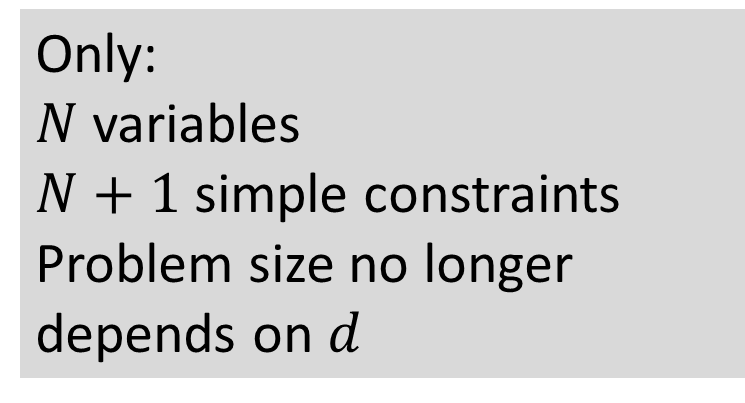 Only:
N variables
N + 1 simple constraints
Problem size no longer
depends on d